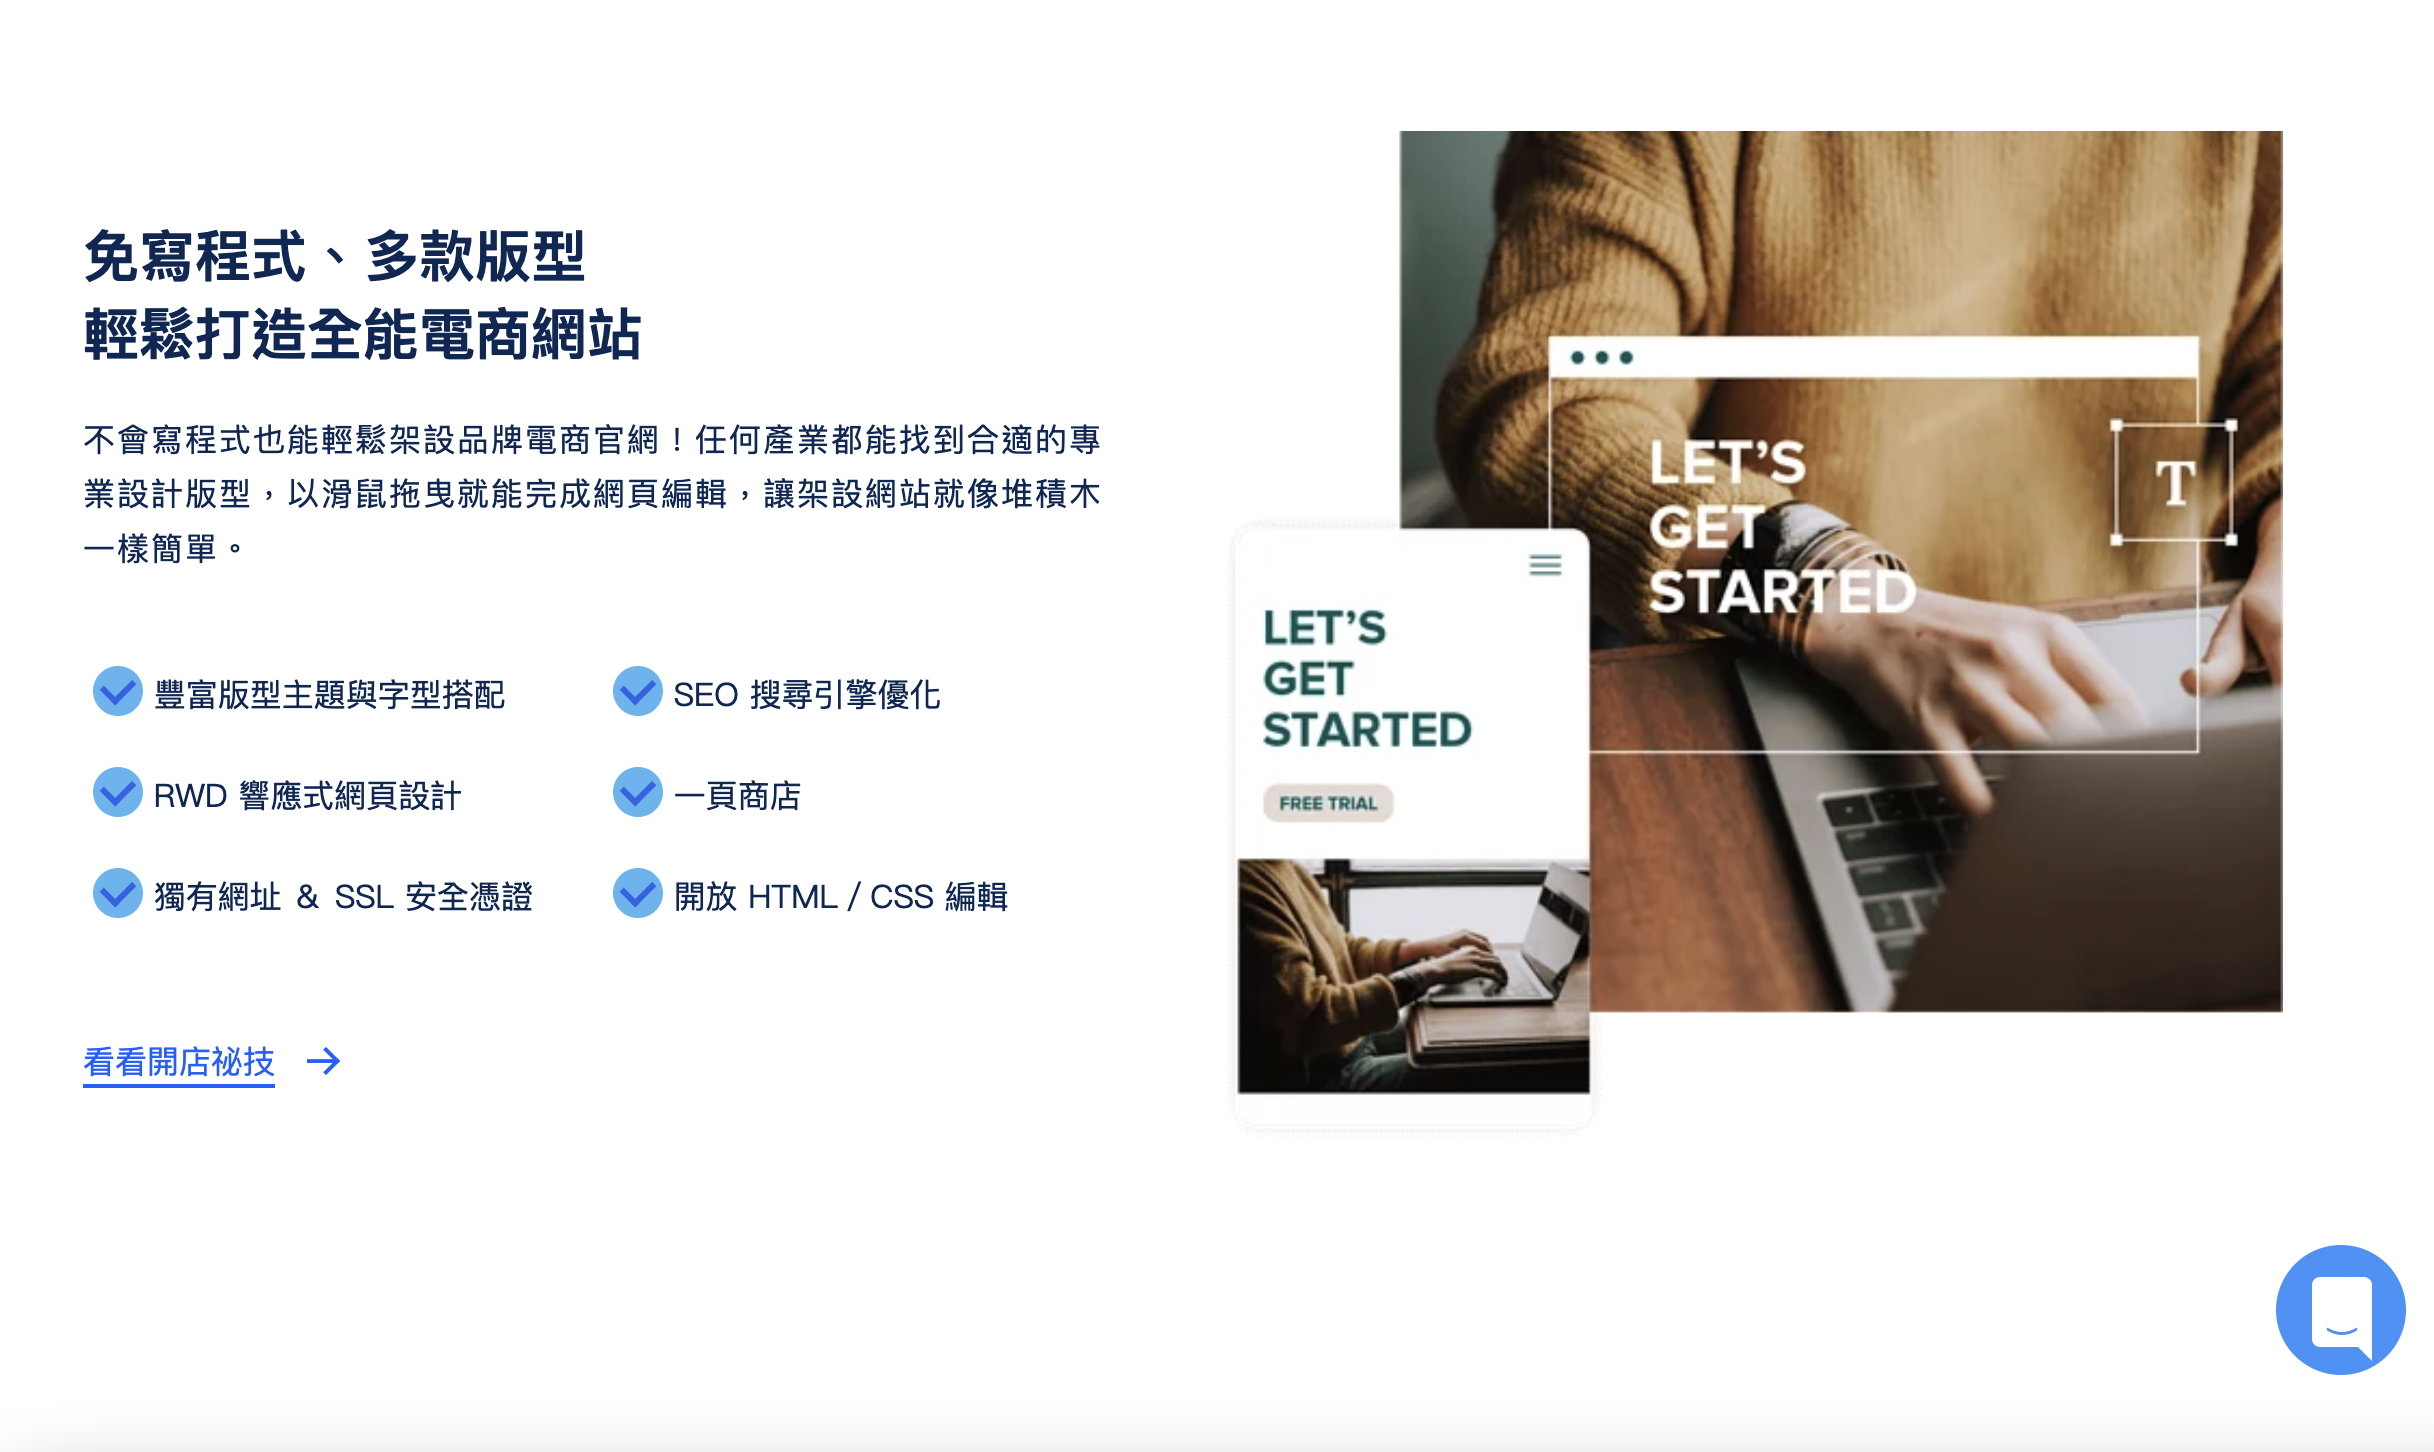 免寫程式、多款版型
輕鬆打造全能電商網站
不會寫程式也能輕鬆架設品牌電商官網！任何產業都能找到合適的專
業設計版型，以滑鼠拖曳就能完成網頁編輯，讓架設網站就像堆積木
一樣簡單。
豐富版型主題與字型搭配
SEO 搜尋引擎優化
RWD 響應式網頁設計
一頁商店
獨有網址 & SSL 安全憑證
開放 HTML / CSS 編輯
看看開店祕技
LET’S
GET
STARTED
T
LET’S
GET
STARTED
FREE TRIAL